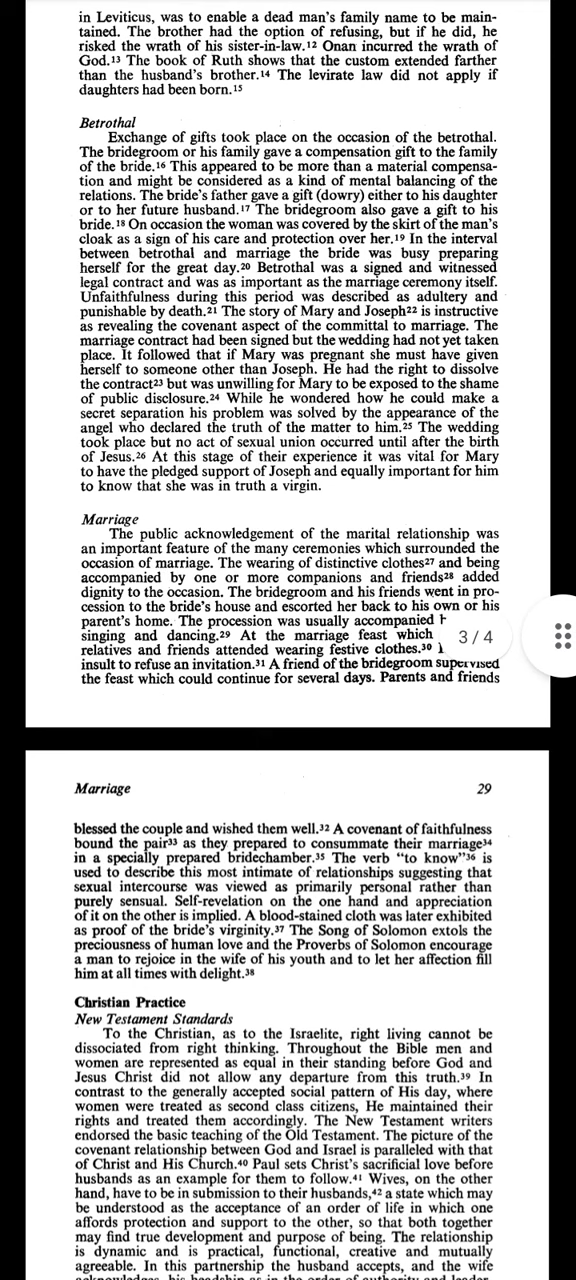 in Leviticus, was to enable a dead man's family name to be main-
tained. The brother had the option of refusing, but if he did, he
risked the wrath of his sister-in-law.¹² Onan incurred the wrath of
God.¹³ The book of Ruth shows that the custom extended farther
than the husband's brother.¹⁴ The levirate law did not apply if
daughters had been born.¹⁵
Betrothal
Exchange of gifts took place on the occasion of the betrothal.
The bridegroom or his family gave a compensation gift to the family
of the bride.¹⁶ This appeared to be more than a material compensa-
tion and might be considered as a kind of mental balancing of the
relations. The bride's father gave a gift (dowry) either to his daughter
or to her future husband.¹⁷ The bridegroom also gave a gift to his
bride.¹⁸ On occasion the woman was covered by the skirt of the man's
cloak as a sign of his care and protection over her.¹⁹ In the interval
between betrothal and marriage the bride was busy preparing
herself for the great day.²⁰ Betrothal was a signed and witnessed
legal contract and was as important as the marriage ceremony itself.
Unfaithfulness during this period was described as adultery and
punishable by death.²¹ The story of Mary and Joseph²² is instructive
as revealing the covenant aspect of the committal to marriage. The
marriage contract had been signed but the wedding had not yet taken
place. It followed that if Mary was pregnant she must have given
herself to someone other than Joseph. He had the right to dissolve
the contract²³ but was unwilling for Mary to be exposed to the shame
of public disclosure.²⁴ While he wondered how he could make a
secret separation his problem was solved by the appearance of the
angel who declared the truth of the matter to him.²⁵ The wedding
took place but no act of sexual union occurred until after the birth
of Jesus.²⁶ At this stage of their experience it was vital for Mary
to have the pledged support of Joseph and equally important for him
to know that she was in truth a virgin.
Marriage
The public acknowledgement of the marital relationship was
an important feature of the many ceremonies which surrounded the
occasion of marriage. The wearing of distinctive clothes²⁷ and being
accompanied by one or more companions and friends²⁸ added
dignity to the occasion. The bridegroom and his friends went in pro-
cession to the bride's house and escorted her back to his own or his
parent's home. The procession was usually accompanied
singing and dancing.²⁹ At the marriage feast which
3/4
relatives and friends attended wearing festive clothes.³⁰
insult to refuse an invitation.³¹ A friend of the bridegroom supervised
the feast which could continue for several days. Parents and friends
Marriage 29
blessed the couple and wished them well.³² A covenant of faithfulness
bound the pair³³ as they prepared to consummate their marriage³⁴
in a specially prepared bridechamber.³⁵ The verb "to know"³⁶ is
used to describe this most intimate of relationships suggesting that
sexual intercourse was viewed as primarily personal rather than
purely sensual. Self-revelation on the one hand and appreciation
of it on the other is implied. A blood-stained cloth was later exhibited
as proof of the bride's virginity.³⁷ The Song of Solomon extols the
preciousness of human love and the Proverbs of Solomon encourage
a man to rejoice in the wife of his youth and to let her affection fill
him at all times with delight.³⁸
Christian Practice
New Testament Standards
To the Christian, as to the Israelite, right living cannot be
dissociated from right thinking. Throughout the Bible men and
women are represented as equal in their standing before God and
Jesus Christ did not allow any departure from this truth.³⁹ In
contrast to the generally accepted social pattern of His day, where
women were treated as second class citizens, He maintained their
rights and treated them accordingly. The New Testament writers
endorsed the basic teaching of the Old Testament. The picture of the
covenant relationship between God and Israel is paralleled with that
of Christ and His Church.⁴⁰ Paul sets Christ's sacrificial love before
husbands as an example for them to follow.⁴¹ Wives, on the other
hand, have to be in submission to their husbands,⁴² a state which may
be understood as the acceptance of an order of life in which one
affords protection and support to the other, so that both together
may find true development and purpose of being. The relationship
is dynamic and is practical, functional, creative and mutually
agreeable. In this partnership the husband accepts, and the wife
acknowledges, his headship as in the order of authority and leader-